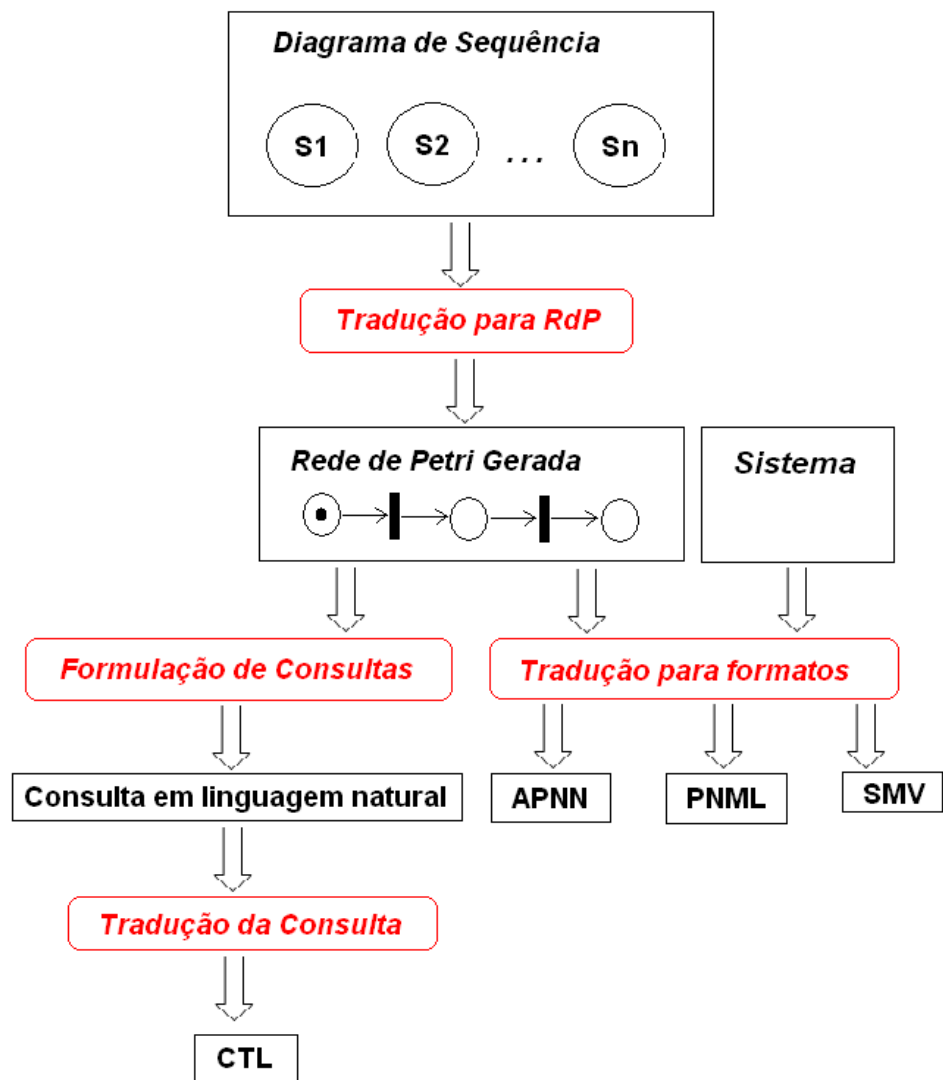 Diagrama de Sequência
S1 S2 ... Sn
Tradução para RdP
Rede de Petri Gerada
Sistema
Formulação de Consultas
Tradução para formatos
Consulta em linguagem natural
APNN
PNML
SMV
Tradução da Consulta
CTL